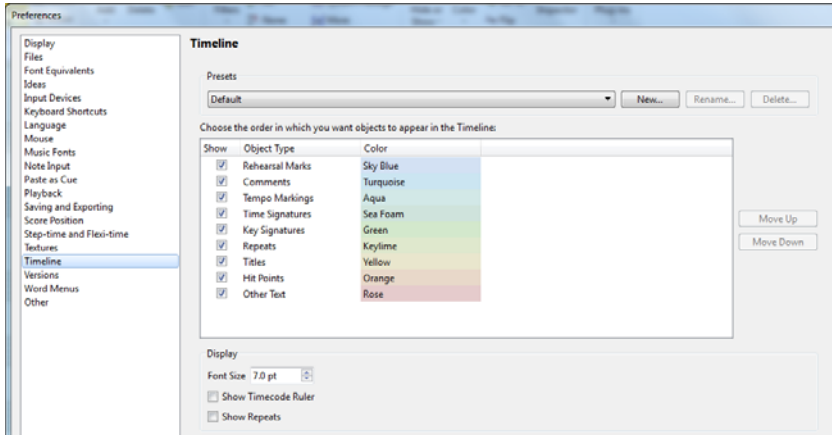 Preferences
Display
Files
Font Equivalents
Ideas
Input Devices
Keyboard Shortcuts
Language
Mouse
Music Fonts
Note Input
Paste as Cue
Playback
Saving and Exporting
Score Position
Step-time and Flexi-time
Textures
Timeline
Versions
Word Menus
Other
Timeline
Presets
Default New... Rename... Delete...
Choose the order in which you want objects to appear in the Timeline:
Show Object Type Color
Rehearsal Marks Sky Blue
Comments Turquoise
Tempo Markings Aqua
Time Signatures Sea Foam
Key Signatures Green
Repeats Keylime
Titles Yellow
Hit Points Orange
Other Text Rose
Move Up
Move Down
Display
Font Size 7.0 pt
Show Timecode Ruler
Show Repeats